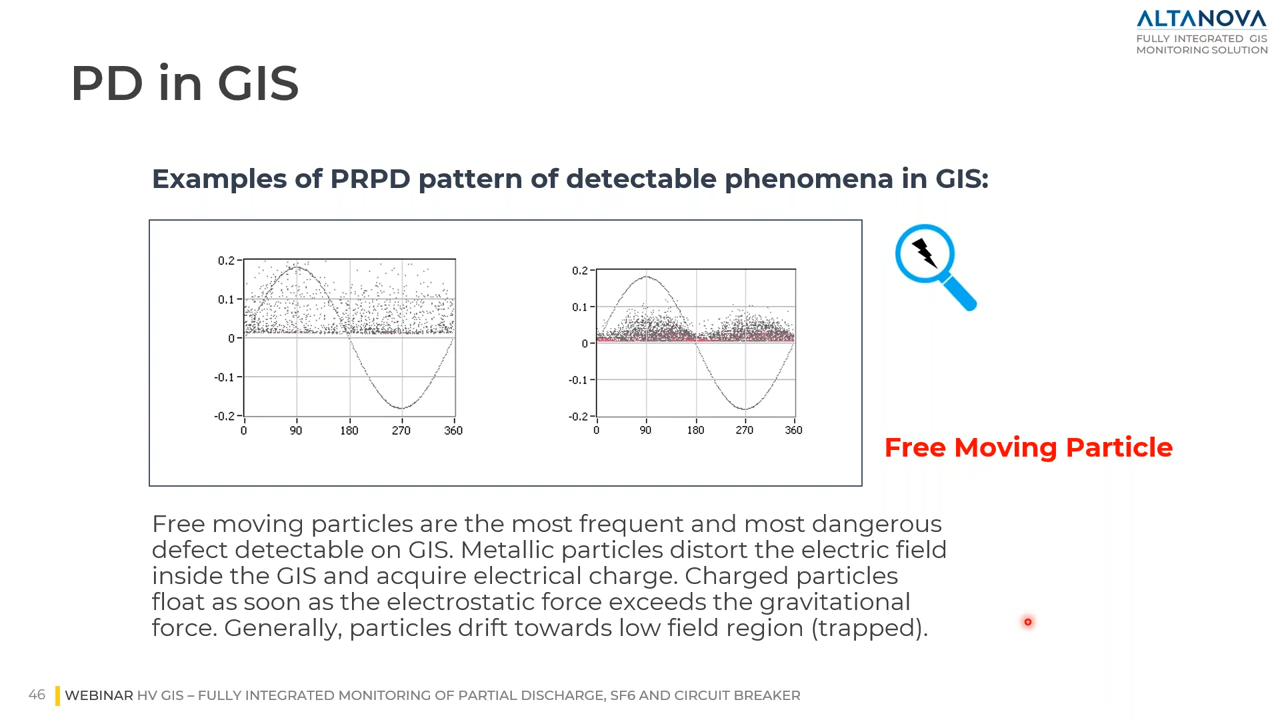 ALTANOVA
FULLY INTEGRATED GIS
MONITORING SOLUTION
PD in GIS
Examples of PRPD pattern of detectable phenomena in GIS:
0.2
0.1
0
-0.1
-0.2
0 90 180 270 360
0.2
0.1
0
-0.1
-0.2
0 90 180 270 360
Free Moving Particle
Free moving particles are the most frequent and most dangerous
defect detectable on GIS. Metallic particles distort the electric field
inside the GIS and acquire electrical charge. Charged particles
float as soon as the electrostatic force exceeds the gravitational
force. Generally, particles drift towards low field region (trapped).
46 WEBINAR HV GIS – FULLY INTEGRATED MONITORING OF PARTIAL DISCHARGE, SF6 AND CIRCUIT BREAKER